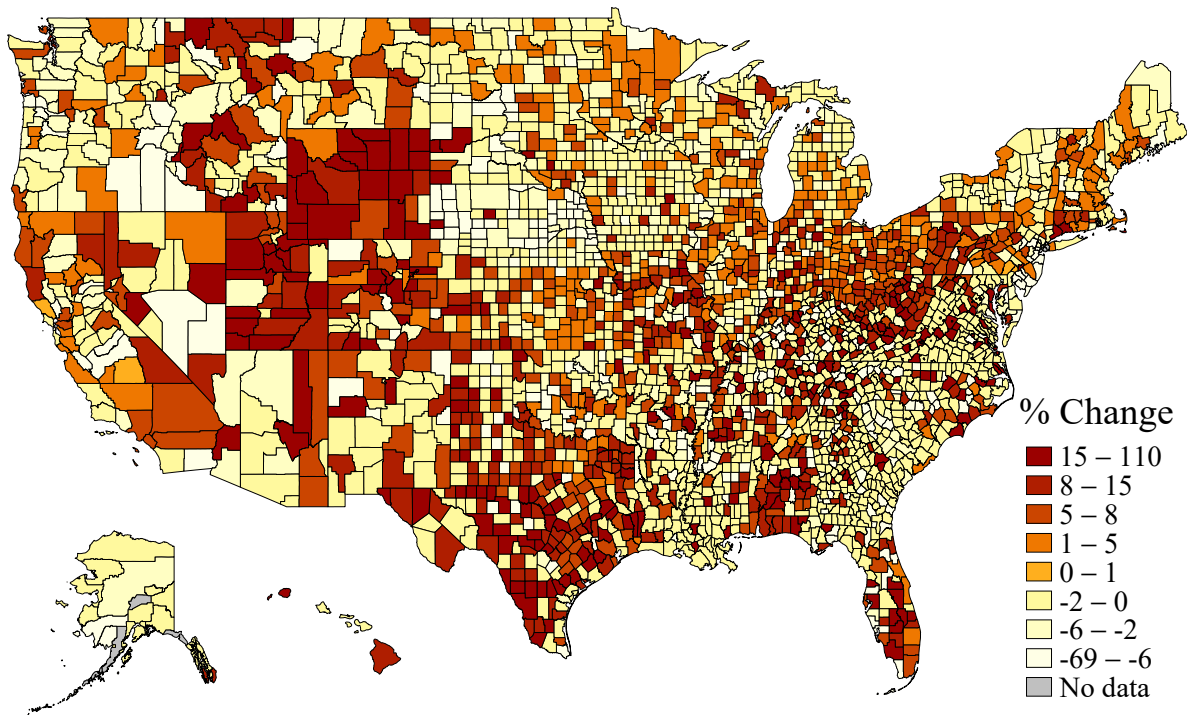 % Change
15 – 110
8 – 15
5 – 8
1 – 5
0 – 1
-2 – 0
-6 – -2
-69 – -6
No data